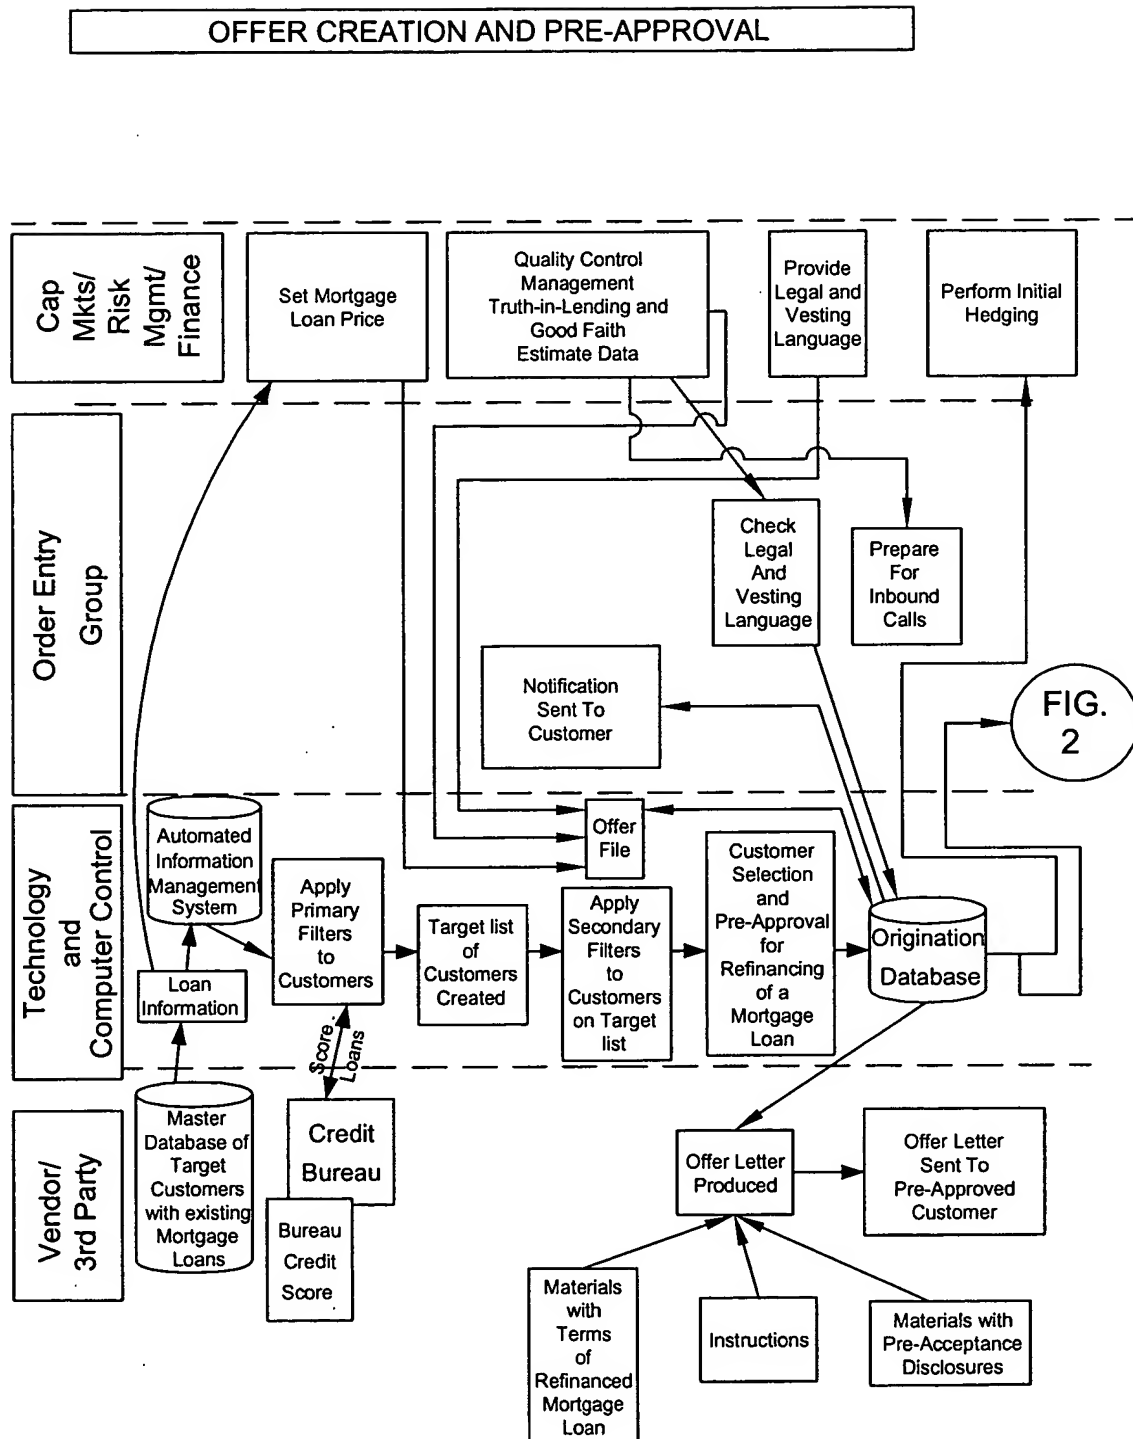 OFFER CREATION AND PRE-APPROVAL
Cap
Mkts/
Risk
Mgmt/
Finance
Set Mortgage
Loan Price
Quality Control
Management
Truth-in-Lending and
Good Faith
Estimate Data
Provide
Legal and
Vesting
Language
Perform Initial
Hedging
Order Entry
Group
Check
Legal
And
Vesting
Language
Prepare
For
Inbound
Calls
Notification
Sent To
Customer
FIG.
2
Technology
and
Computer Control
Automated
Information
Management
System
Loan
Information
Apply
Primary
Filters
to
Customers
Target list
of
Customers
Created
Offer
File
Apply
Secondary
Filters
to
Customers
on Target
list
Customer
Selection
and
Pre-Approval
for
Refinancing
of a
Mortgage
Loan
Origination
Database
Score
Loans
Vendor/
3rd Party
Master
Database of
Target
Customers
with existing
Mortgage
Loans
Credit
Bureau
Bureau
Credit
Score
Offer Letter
Produced
Offer Letter
Sent To
Pre-Approved
Customer
Materials
with
Terms
of
Refinanced
Mortgage
Loan
Instructions
Materials with
Pre-Acceptance
Disclosures